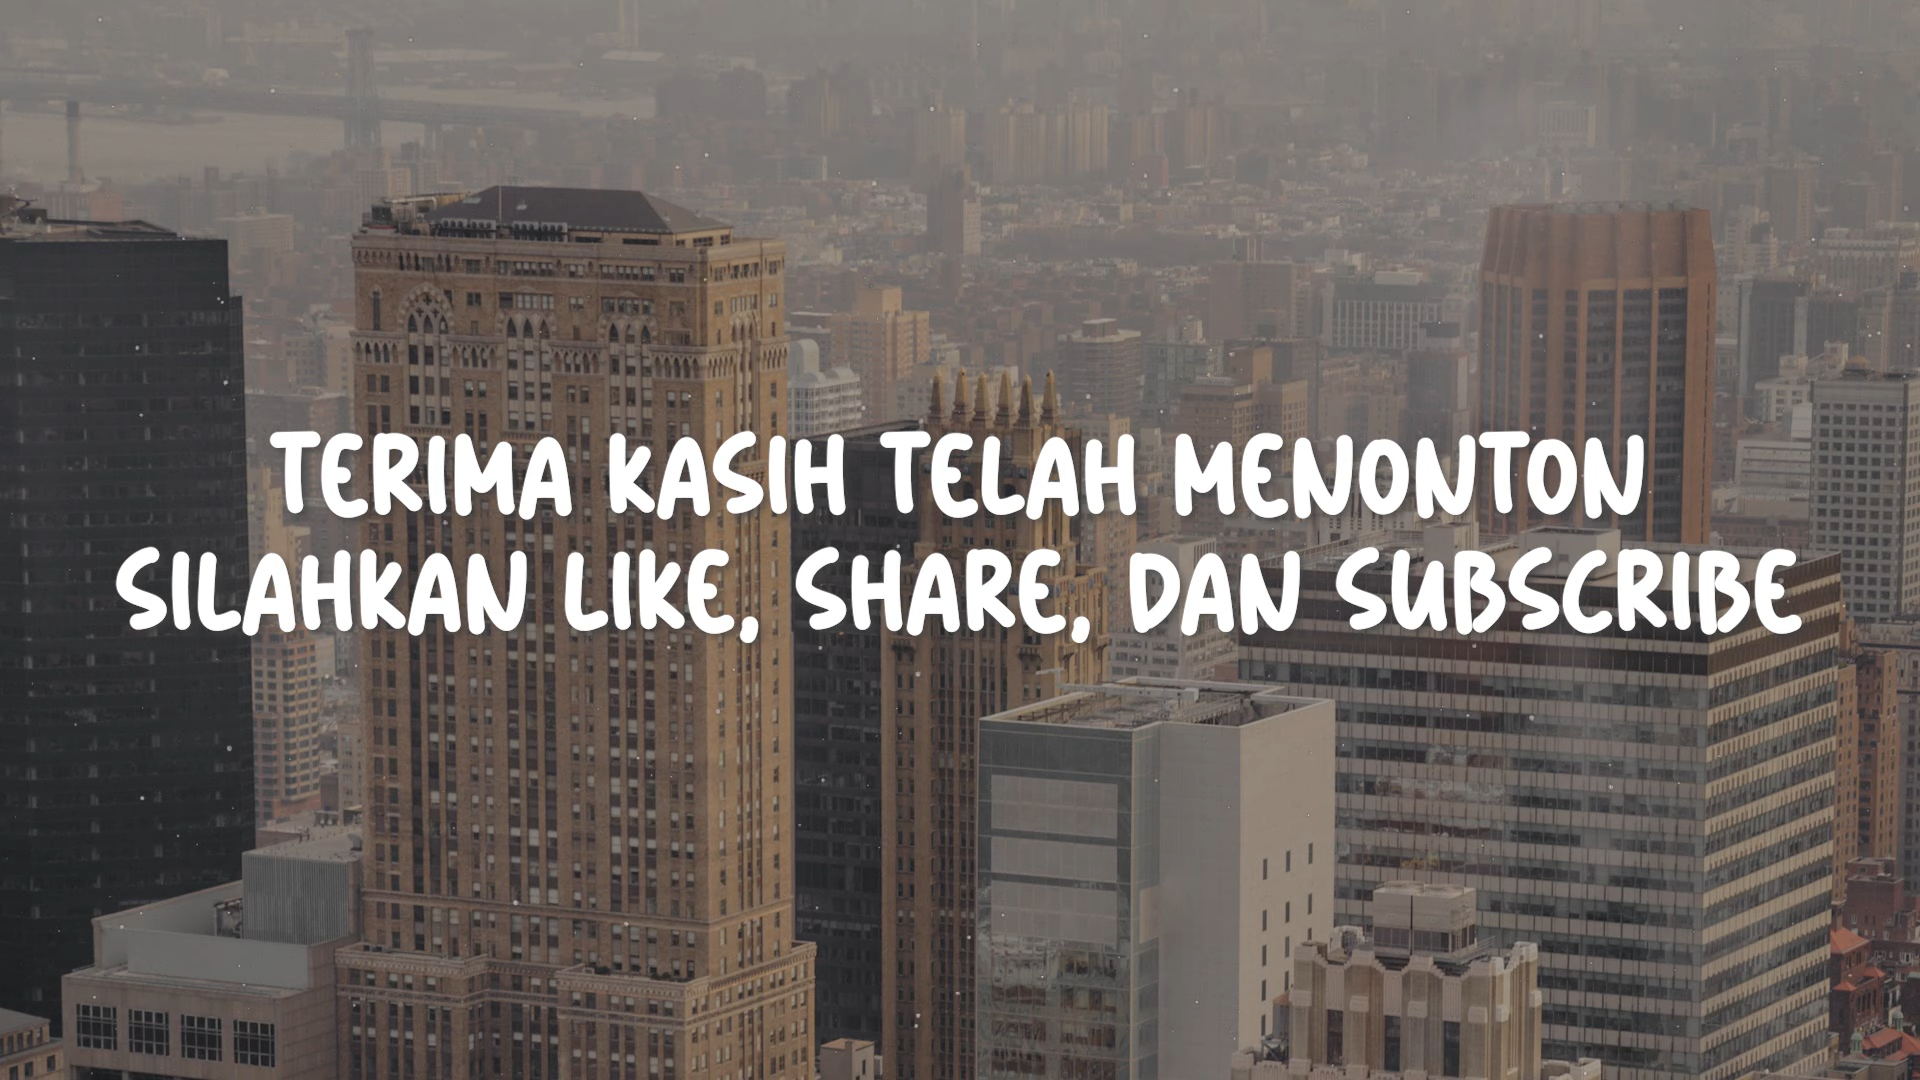 TERIMA KASIH TELAH MENONTON
SILAHKAN LIKE, SHARE, DAN SUBSCRIBE